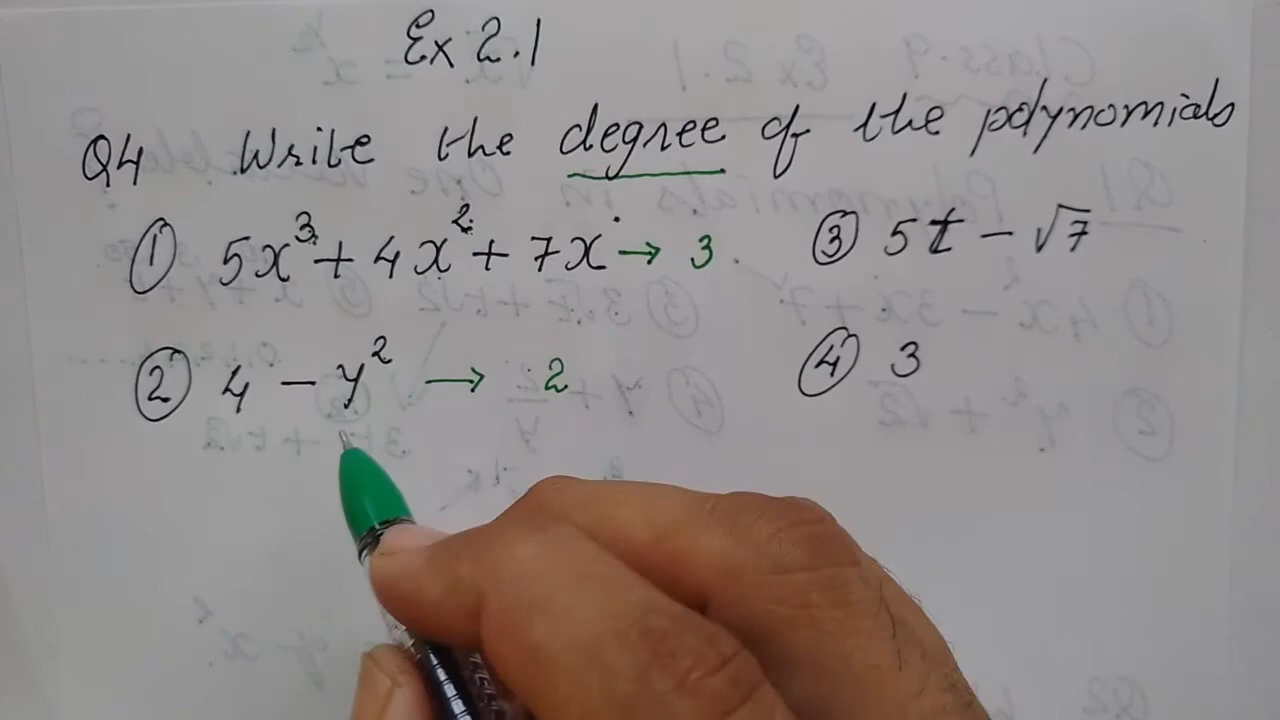 Ex 2.1
Q4 Write the degree of the polynomials
① 5x³ + 4x² + 7x → 3.
③ 5t - √7
② 4 - y² → 2
④ 3